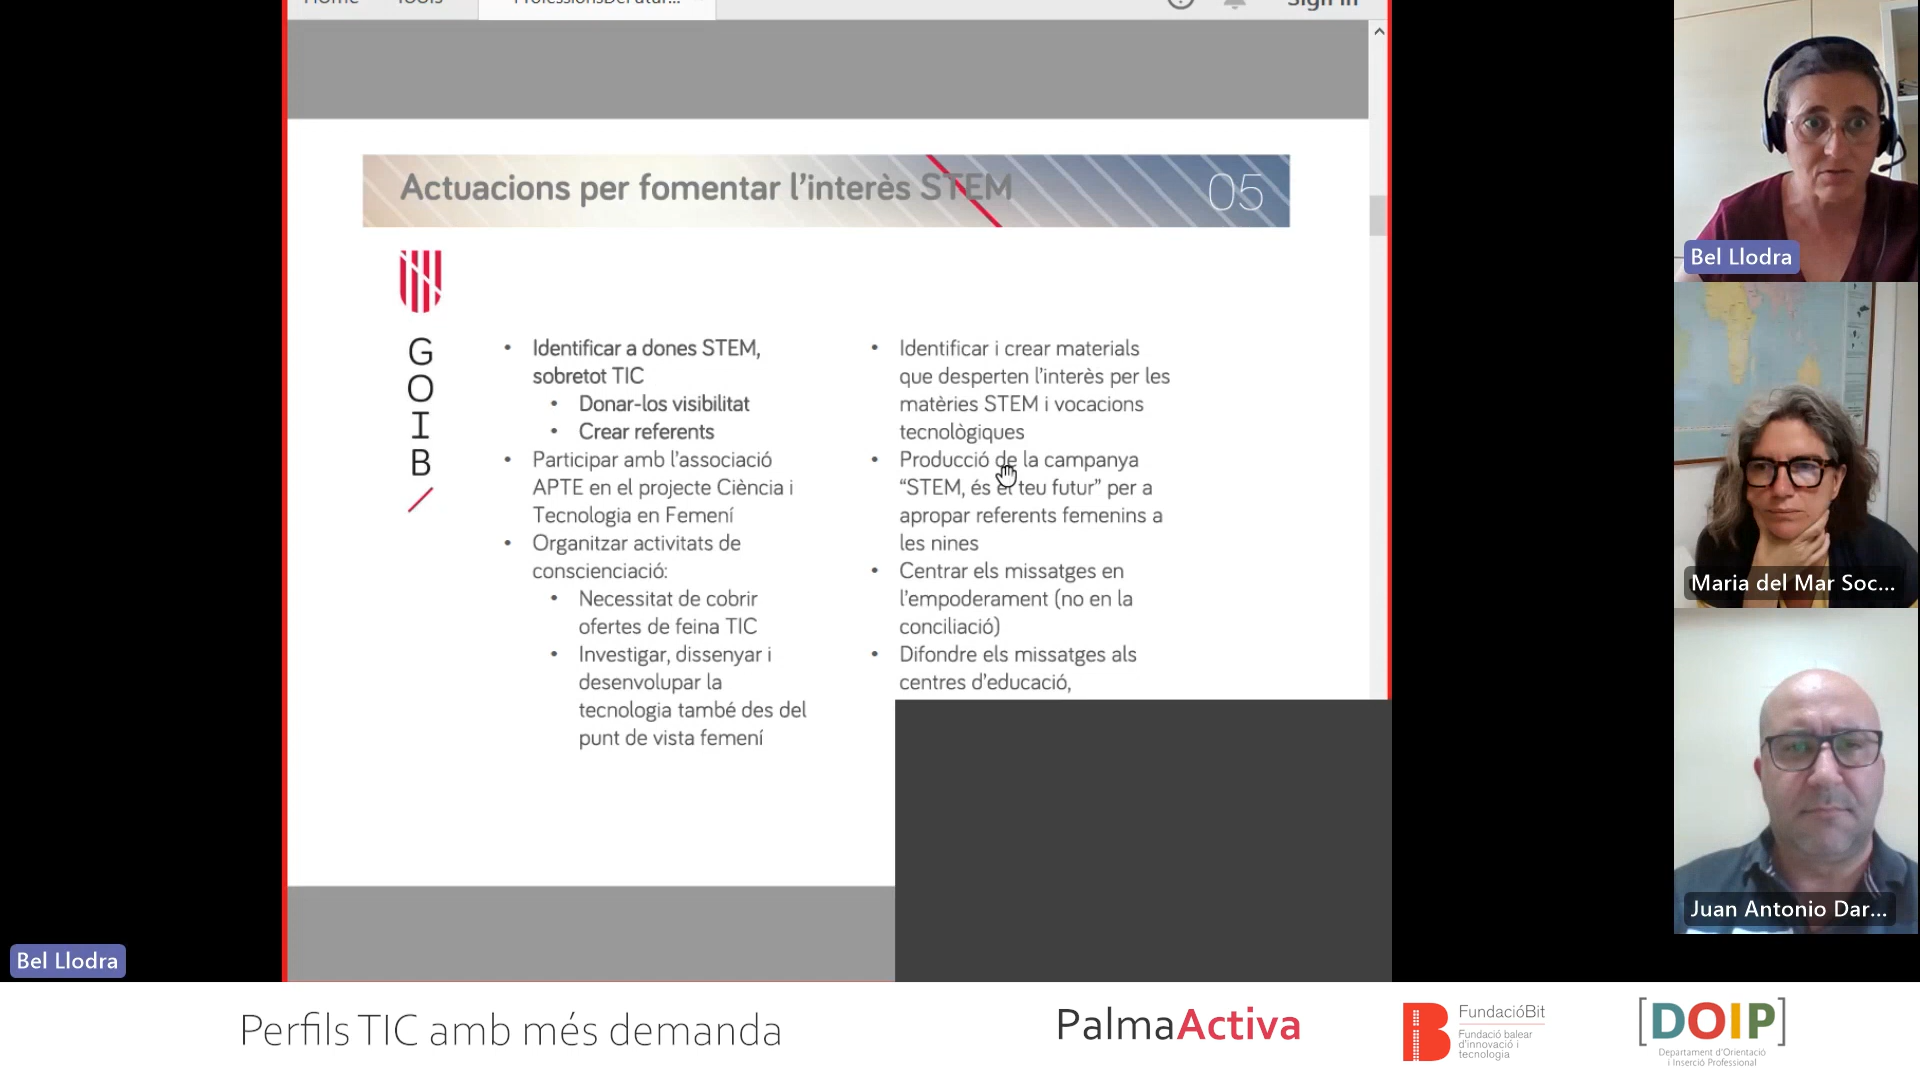 Home
Tools
ProfessionsDeFutur...
Sign In
Actuacions per fomentar l'interès STEM
05
G
O
I
B
• Identificar a dones STEM,
sobretot TIC
• Donar-los visibilitat
• Crear referents
• Participar amb l'associació
APTE en el projecte Ciència i
Tecnologia en Femení
• Organitzar activitats de
conscienciació:
• Necessitat de cobrir
ofertes de feina TIC
• Investigar, dissenyar i
desenvolupar la
tecnologia també des del
punt de vista femení
• Identificar i crear materials
que desperten l'interès per les
matèries STEM i vocacions
tecnològiques
• Producció de la campanya
“STEM, és el teu futur” per a
apropar referents femenins a
les nines
• Centrar els missatges en
l'empoderament (no en la
conciliació)
• Difondre els missatges als
centres d'educació,
Bel Llodra
Maria del Mar Soc...
Juan Antonio Dar...
Bel Llodra
Perfils TIC amb més demanda
PalmaActiva
B
FundacióBit
Fundació balear
d'innovació i
tecnologia
[DOIP]
Departament d'Orientació
i Inserció Professional